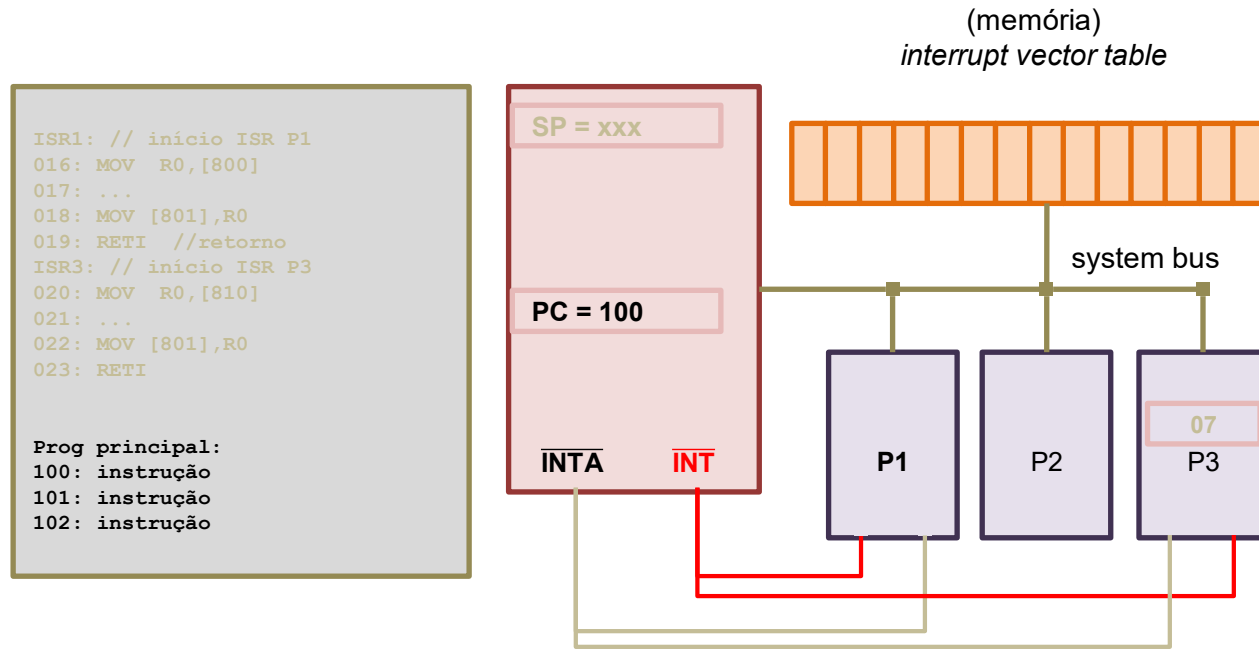 (memória)
interrupt vector table
ISR1: // início ISR P1
016: MOV  R0,[800]
017: ...
018: MOV [801],R0
019: RETI  //retorno
ISR3: // início ISR P3
020: MOV  R0,[810]
021: ...
022: MOV [801],R0
023: RETI
Prog principal:
100: instrução
101: instrução
102: instrução
SP = xxx
PC = 100
INTA INT
system bus
P1
P2
07
P3